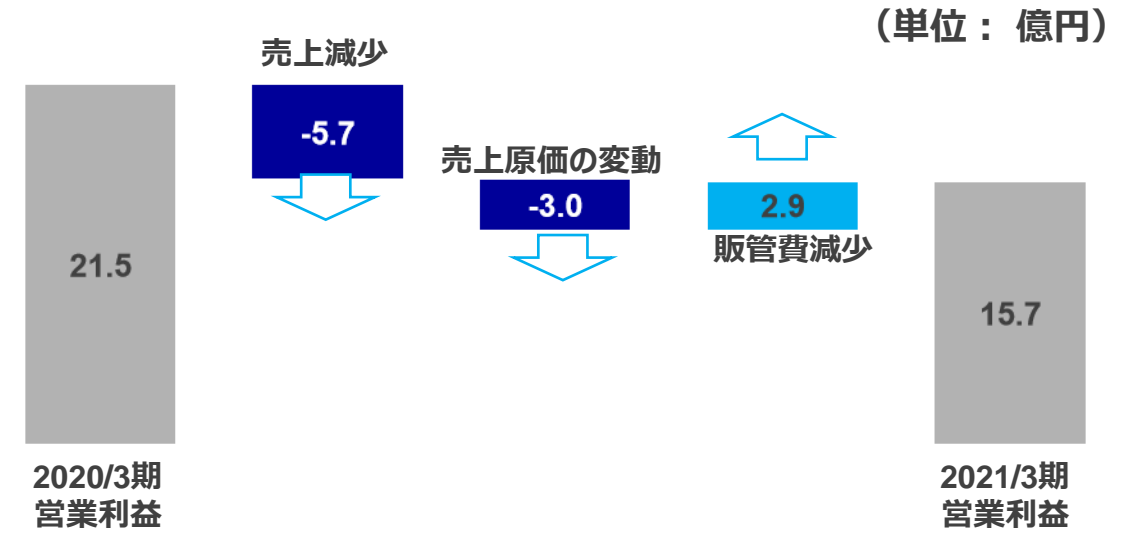 （単位： 億円）
売上減少
-5.7
売上原価の変動
-3.0
2.9
販管費減少
21.5
15.7
2020/3期
営業利益
2021/3期
営業利益